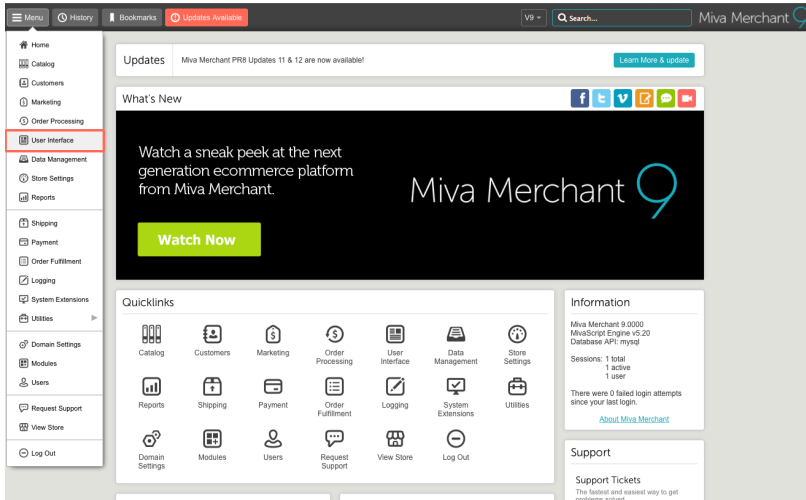 Menu
History
Bookmarks
Updates Available
V9
Search...
Miva Merchant 9
Home
Catalog
Customers
Marketing
Order Processing
User Interface
Data Management
Store Settings
Reports
Shipping
Payment
Order Fulfillment
Logging
System Extensions
Utilities
Domain Settings
Modules
Users
Request Support
View Store
Log Out
Updates
Miva Merchant PR8 Updates 11 & 12 are now available!
Learn More & update
What's New
Watch a sneak peek at the next
generation ecommerce platform
from Miva Merchant.
Watch Now
Miva Merchant 9
Quicklinks
Catalog
Customers
Marketing
Order
Processing
User
Interface
Data
Management
Store
Settings
Reports
Shipping
Payment
Order
Fulfillment
Logging
System
Extensions
Utilities
Domain
Settings
Modules
Users
Request
Support
View Store
Log Out
Information
Miva Merchant 9.0000
MivaScript Engine v5.20
Database API: mysql
Sessions: 1 total
1 active
1 user
There were 0 failed login attempts
since your last login.
About Miva Merchant
Support
Support Tickets
The fastest and easiest way to get
problems solved